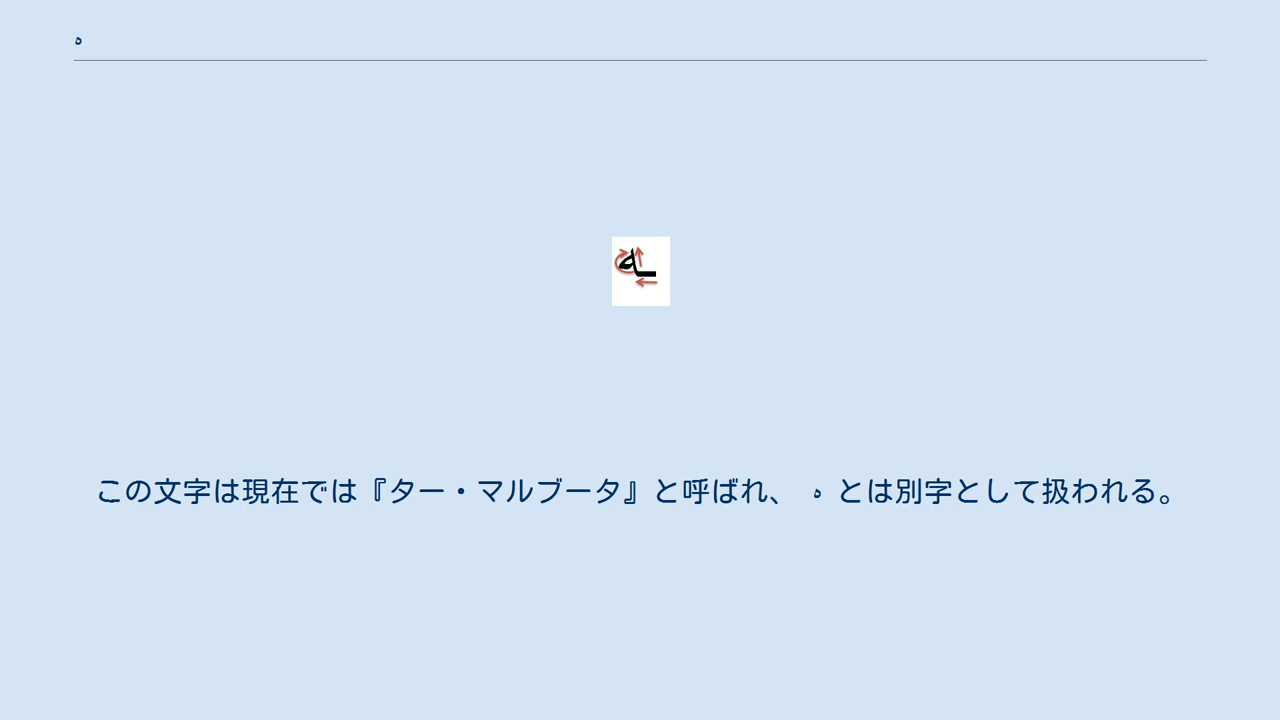 ه
ـه
この文字は現在では『ター・マルブータ』と呼ばれ、 ه とは別字として扱われる。